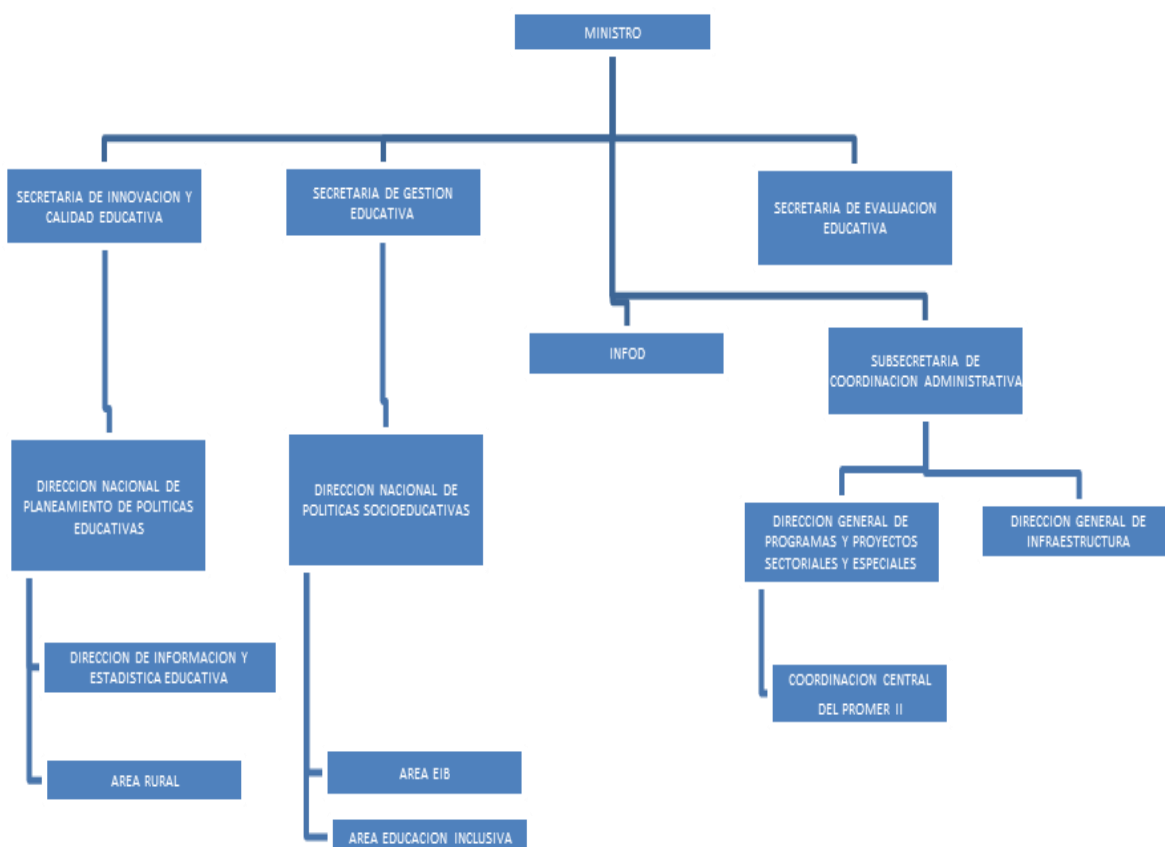 MINISTRO
SECRETARIA DE INNOVACION Y
CALIDAD EDUCATIVA
SECRETARIA DE GESTION
EDUCATIVA
SECRETARIA DE EVALUACION
EDUCATIVA
INFOD
SUBSECRETARIA DE
COORDINACION ADMINISTRATIVA
DIRECCION NACIONAL DE
PLANEAMIENTO DE POLITICAS
EDUCATIVAS
DIRECCION NACIONAL DE
POLITICAS SOCIOEDUCATIVAS
DIRECCION GENERAL DE
PROGRAMAS Y PROYECTOS
SECTORIALES Y ESPECIALES
DIRECCION GENERAL DE
INFRAESTRUCTURA
DIRECCION DE INFORMACION Y
ESTADISTICA EDUCATIVA
COORDINACION CENTRAL
DEL PROMER II
AREA RURAL
AREA EIB
AREA EDUCACION INCLUSIVA